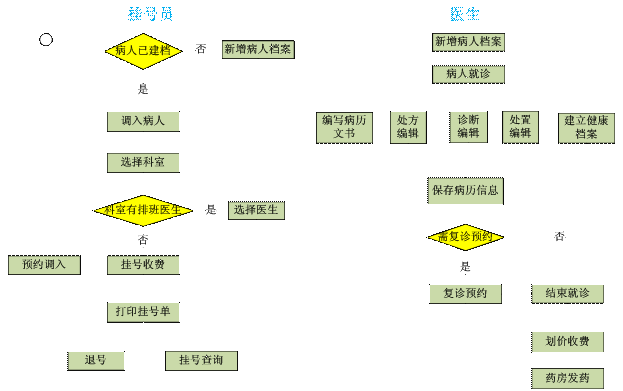 挂号员
医生
病人已建档
否
新增病人档案
是
调入病人
选择科室
科室有排班医生
是
选择医生
否
预约调入
挂号收费
打印挂号单
退号
挂号查询
新增病人档案
病人就诊
编写病历
文书
处方
编辑
诊断
编辑
处置
编辑
建立健康
档案
保存病历信息
需复诊预约
否
是
复诊预约
结束就诊
划价收费
药房发药